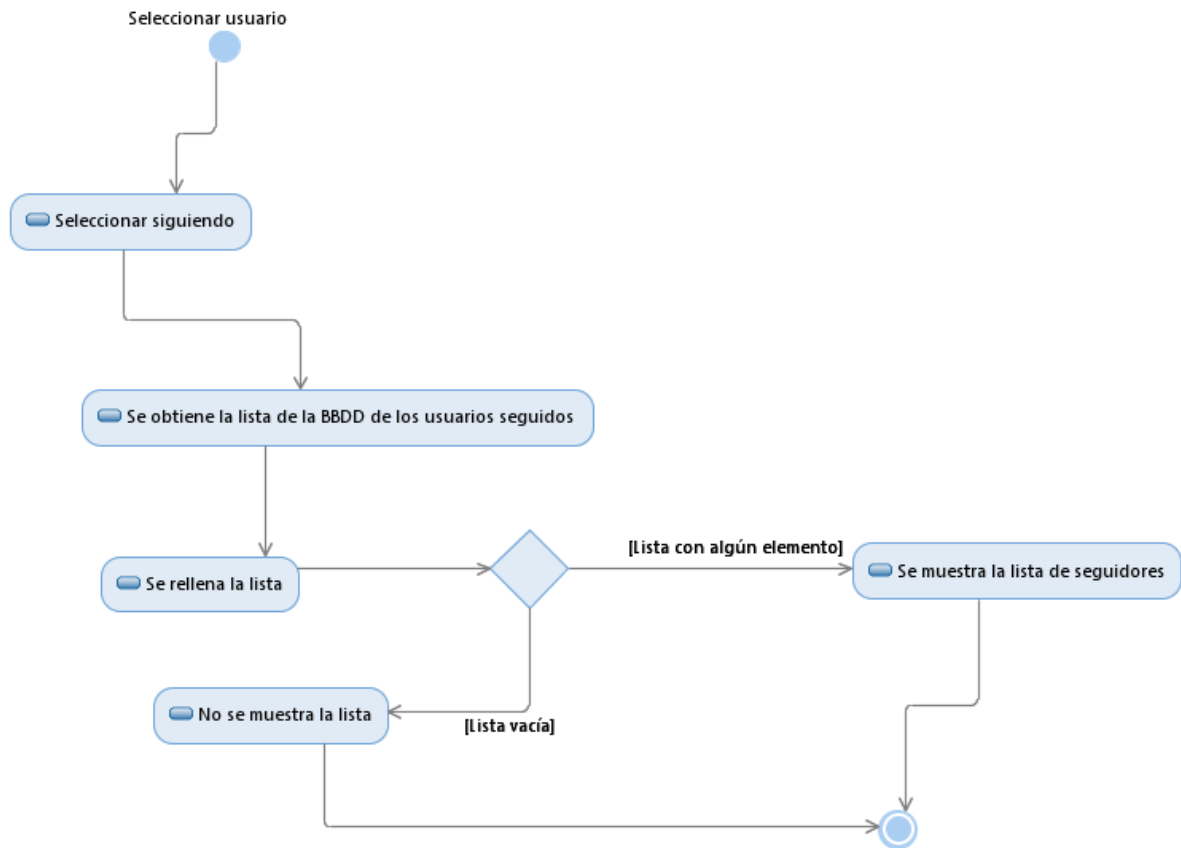 Seleccionar usuario
Seleccionar siguiendo
Se obtiene la lista de la BBDD de los usuarios seguidos
[Lista con algún elemento]
Se rellena la lista
Se muestra la lista de seguidores
No se muestra la lista
[Lista vacía]